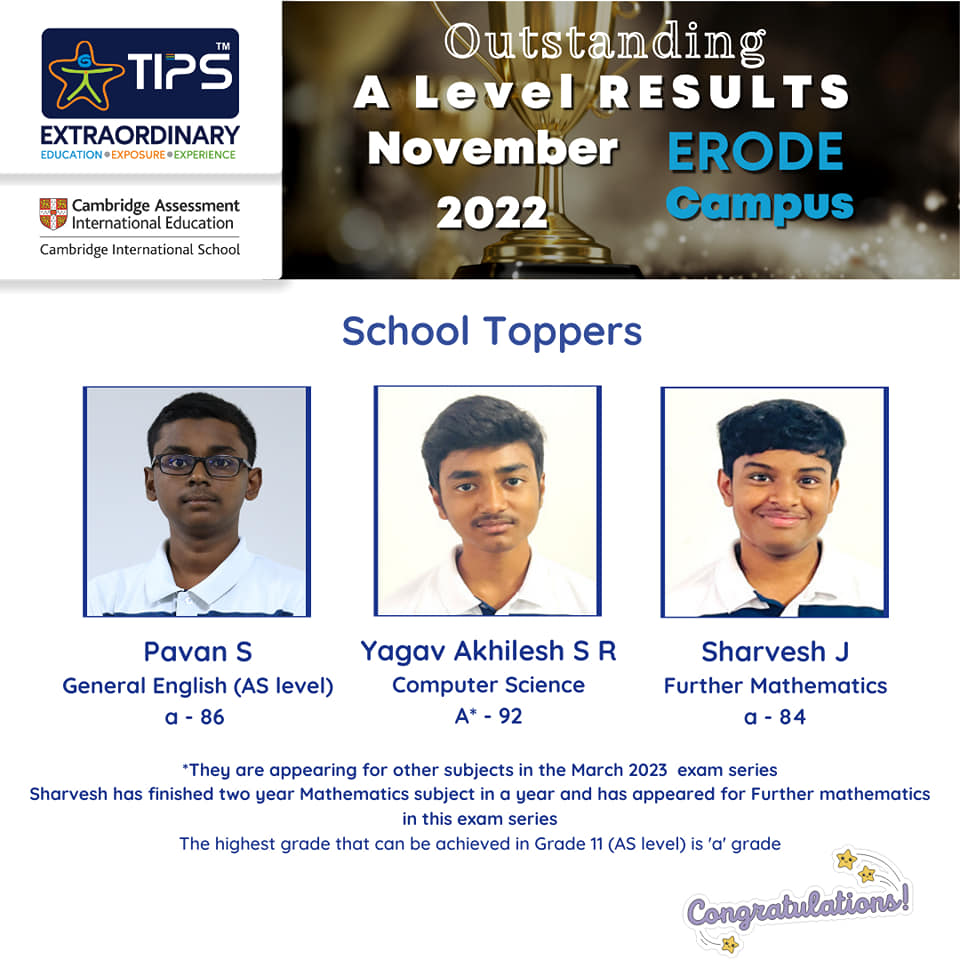 TIPS™
EXTRAORDINARY
EDUCATION•EXPOSURE•EXPERIENCE
Cambridge Assessment
International Education
Cambridge International School
Outstanding
A Level RESULTS
November 2022
ERODE
Campus
School Toppers
Pavan S
General English (AS level)
a - 86
Yagav Akhilesh S R
Computer Science
A* - 92
Sharvesh J
Further Mathematics
a - 84
*They are appearing for other subjects in the March 2023 exam series
Sharvesh has finished two year Mathematics subject in a year and has appeared for Further mathematics
in this exam series
The highest grade that can be achieved in Grade 11 (AS level) is 'a' grade
Congratulations!